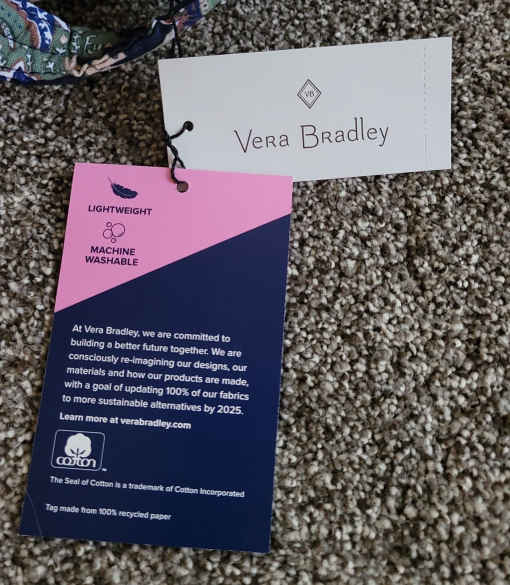 VB
Vera Bradley
LIGHTWEIGHT
MACHINE
WASHABLE
At Vera Bradley, we are committed to
building a better future together. We are
consciously re-imagining our designs, our
materials and how our products are made,
with a goal of updating 100% of our fabrics
to more sustainable alternatives by 2025.
Learn more at verabradley.com
cotton™
The Seal of Cotton is a trademark of Cotton Incorporated
Tag made from 100% recycled paper